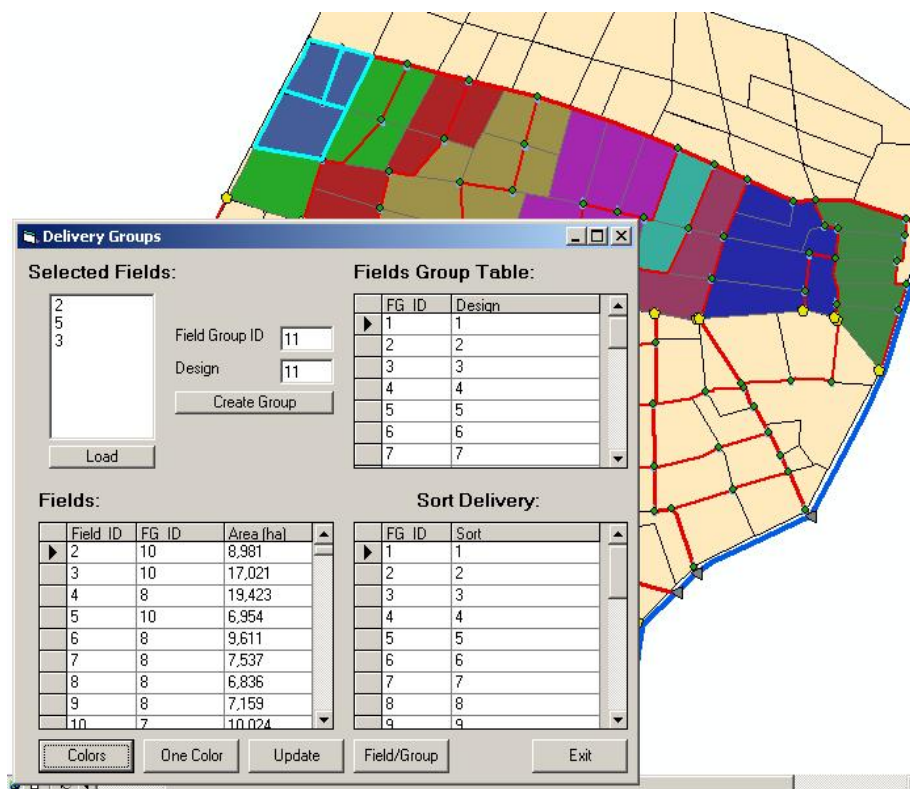 Delivery Groups
Selected Fields:
2
5
3
Field Group ID 11
Design 11
Create Group
Load
Fields Group Table:
FG_ID Design
1 1
2 2
3 3
4 4
5 5
6 6
7 7
Fields:
Field_ID FG_ID Area (ha)
2 10 8,981
3 10 17,021
4 8 19,423
5 10 6,954
6 8 9,611
7 8 7,537
8 8 6,836
9 8 7,159
10 7 10,024
Sort Delivery:
FG_ID Sort
1 1
2 2
3 3
4 4
5 5
6 6
7 7
8 8
9 9
Colors One Color Update Field/Group Exit